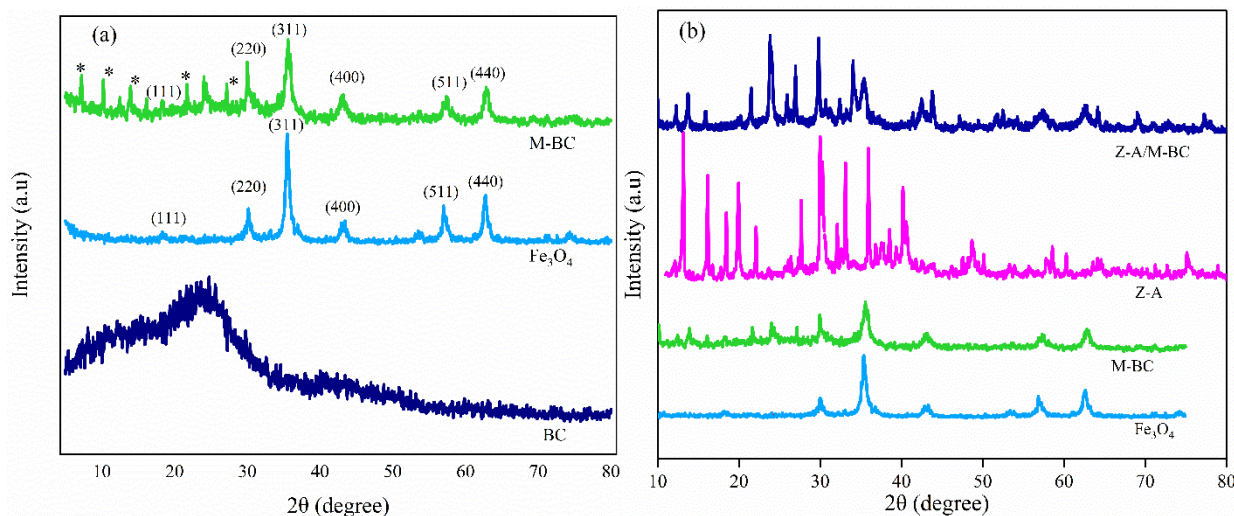 (a)
(311)
(220)
* * * * *
(111)
(400)
(511)
(440)
M-BC
(311)
(220)
(111)
(400)
(511)
(440)
Fe₃O₄
BC
Intensity (a.u)
10 20 30 40 50 60 70 80
2θ (degree)
(b)
Z-A/M-BC
Z-A
M-BC
Fe₃O₄
Intensity (a.u)
10 20 30 40 50 60 70 80
2θ (degree)